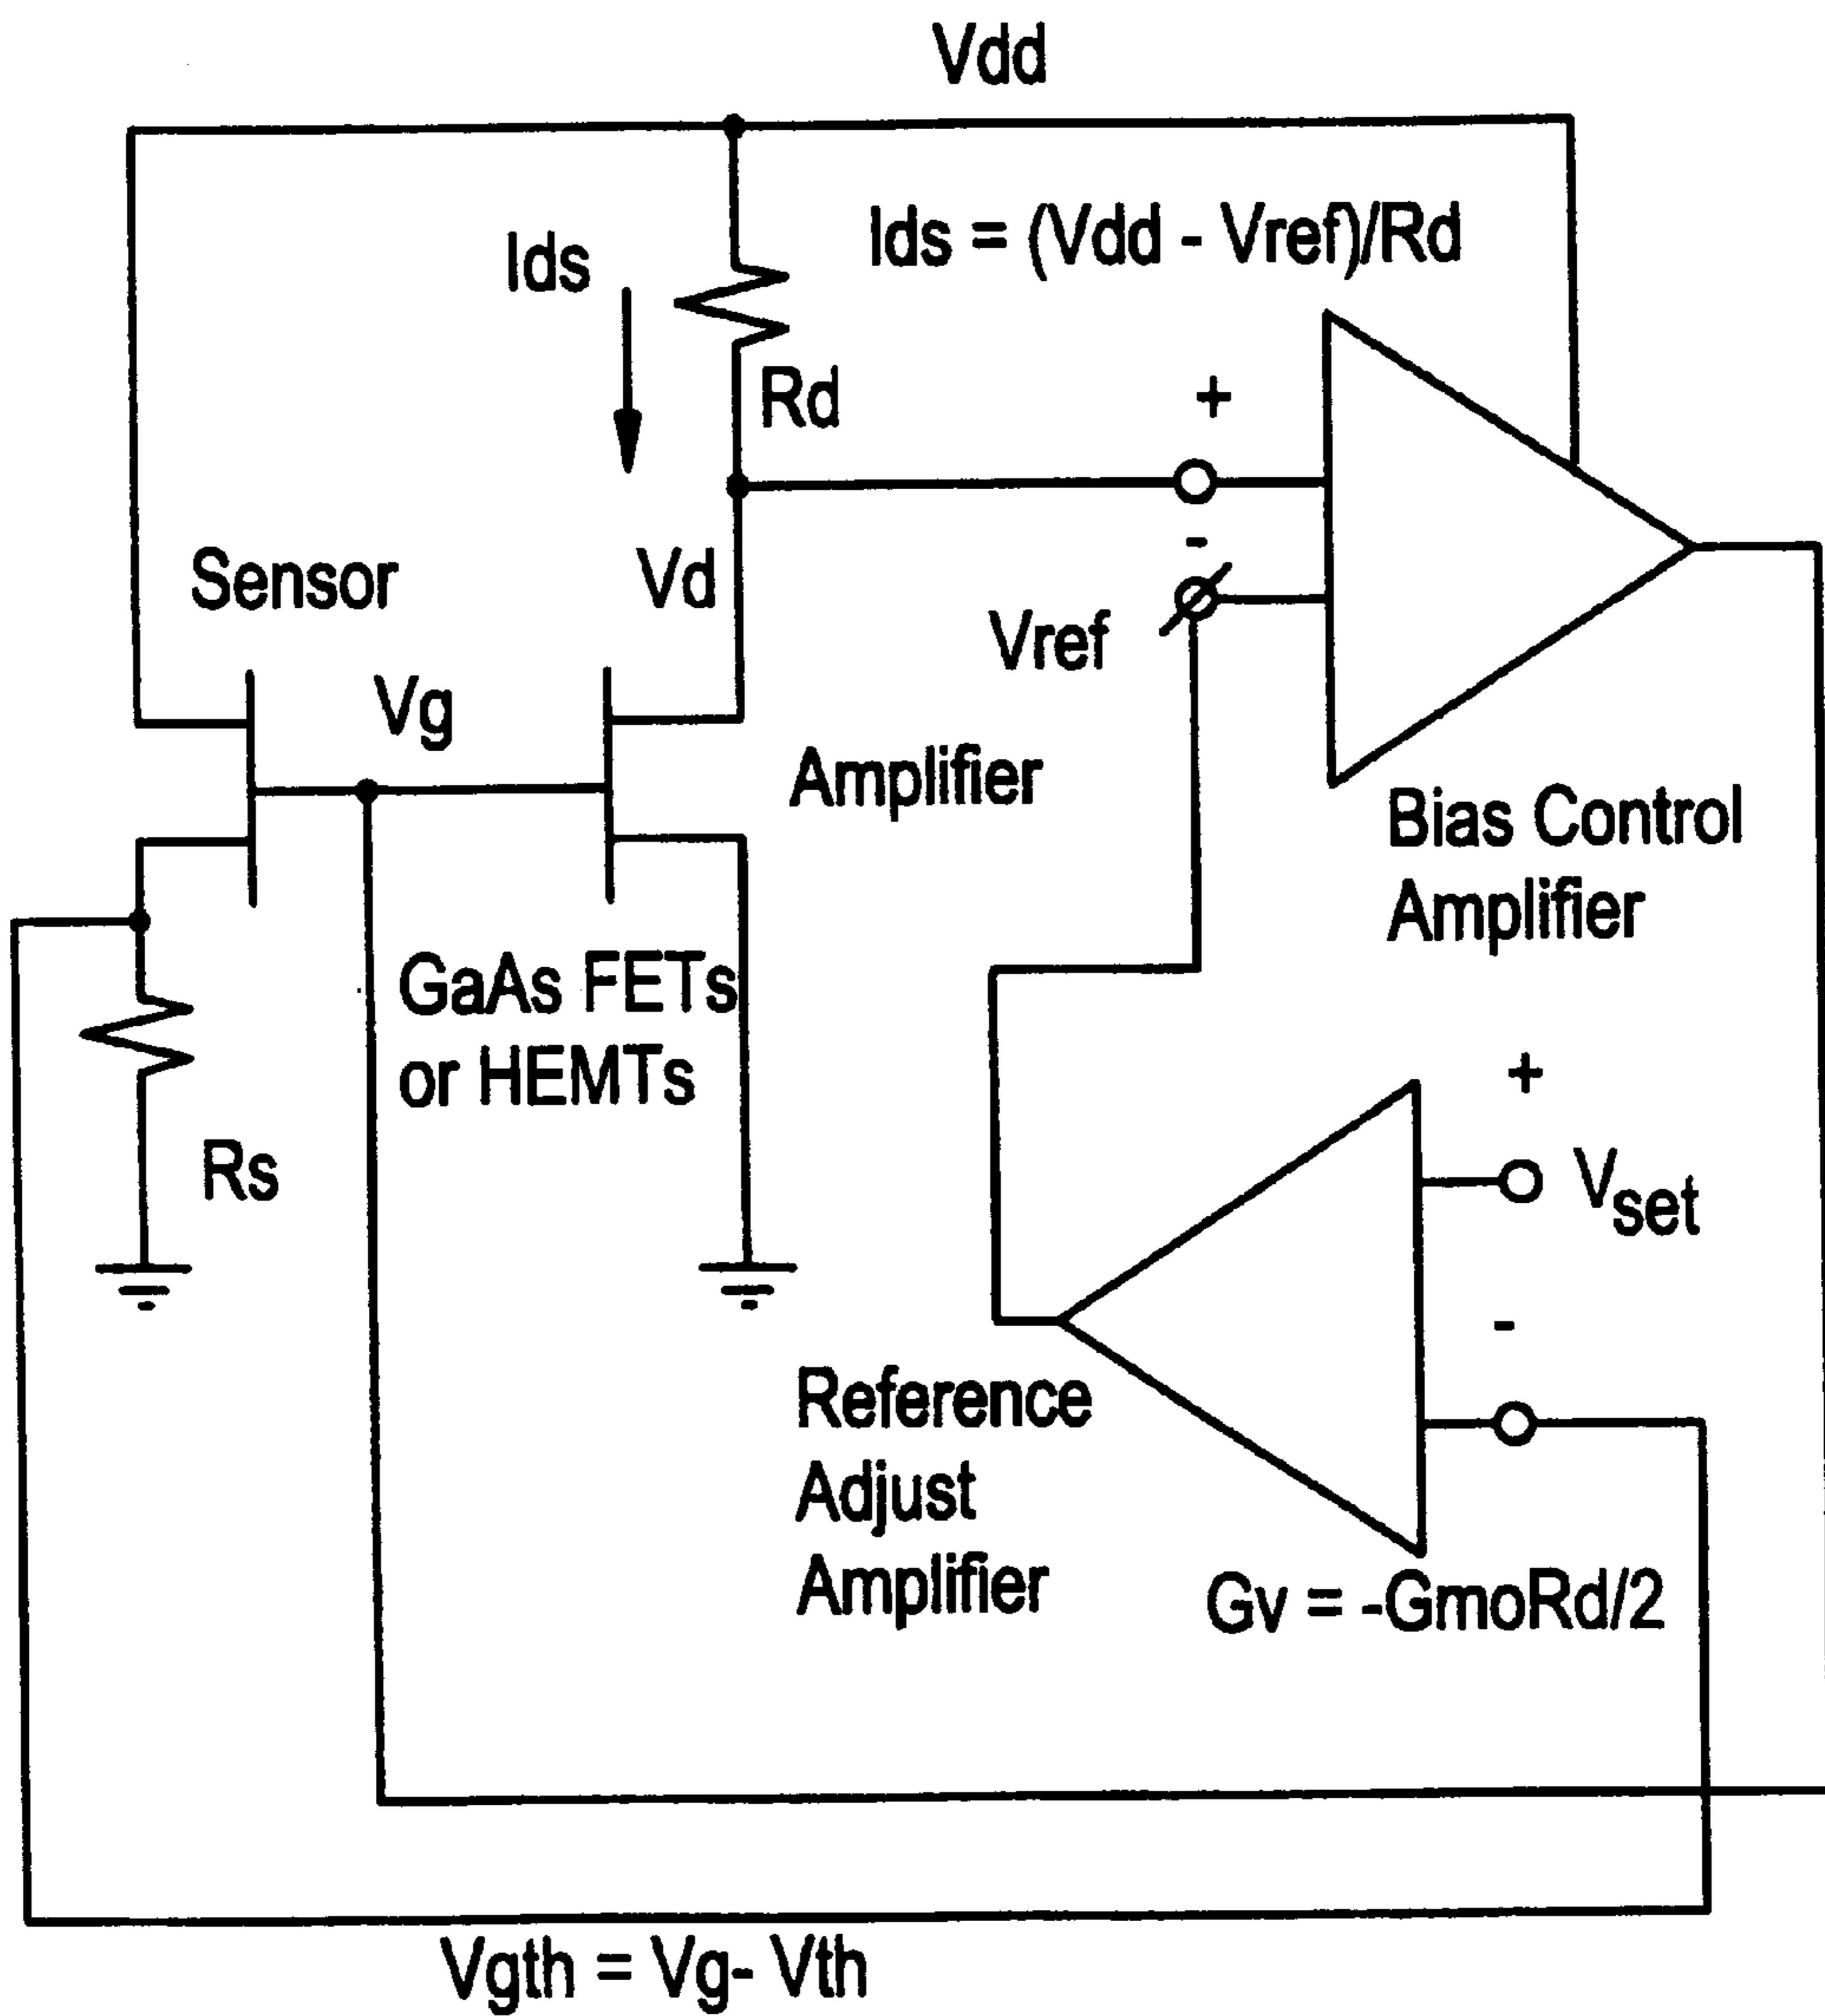 Vdd
Ids = (Vdd - Vref)/Rd
Ids
Rd
+
-
Sensor
Vd
Vref
Vg
Amplifier
Bias Control
Amplifier
GaAs FETs
or HEMTs
+
Rs
Vset
-
Reference
Adjust
Amplifier
Gv = -GmoRd/2
Vgth = Vg- Vth